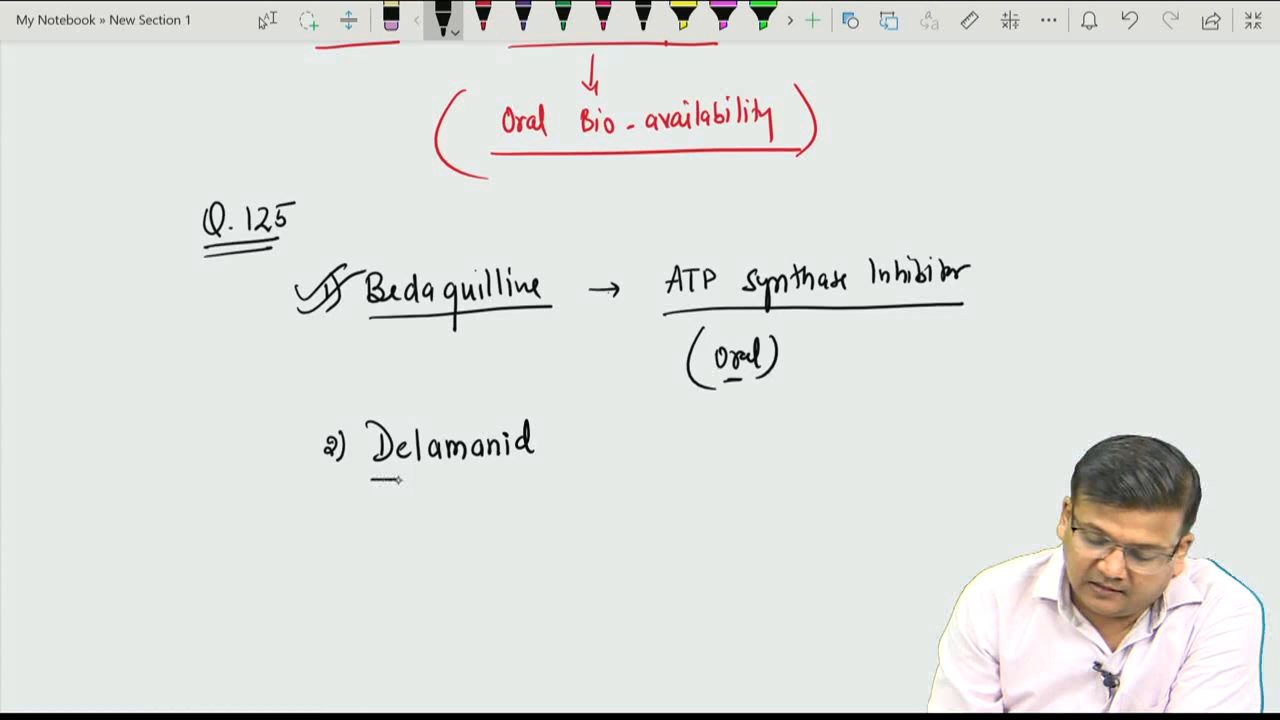 My Notebook » New Section 1
(Oral Bio-availability)
Q. 125
1) Bedaquilline → ATP synthase Inhibitor
(Oral)
2) Delamanid